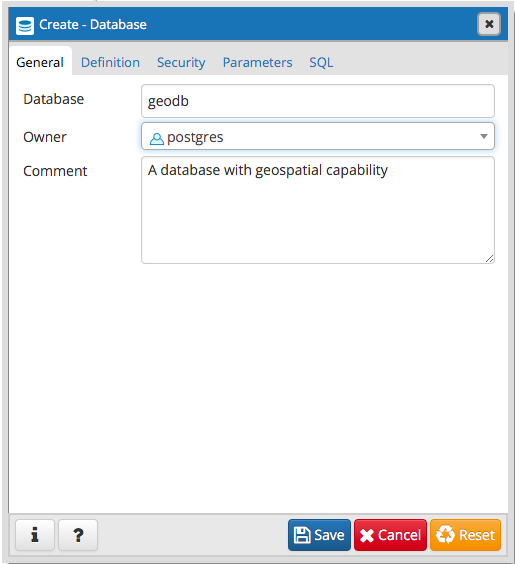 Create - Database
General Definition Security Parameters SQL
Database geodb
Owner postgres
Comment A database with geospatial capability
i ? Save Cancel Reset